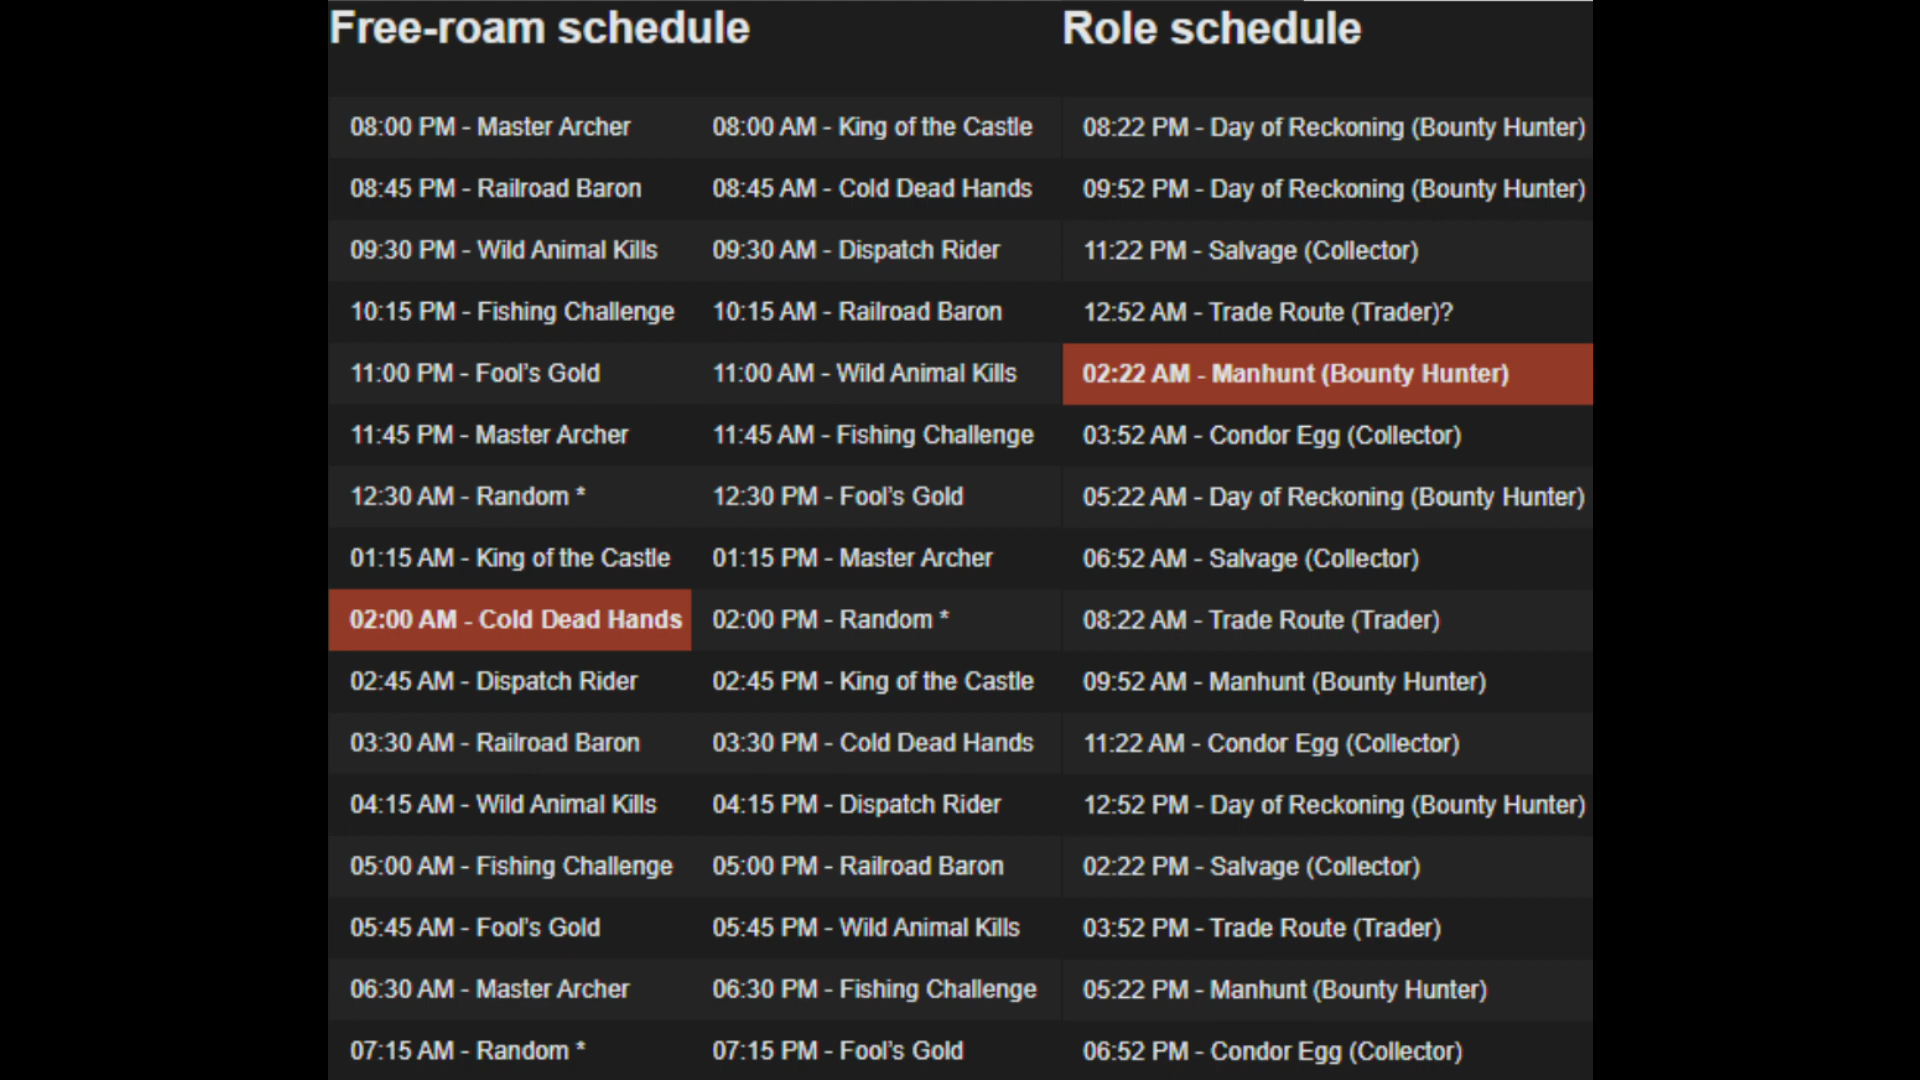 Free-roam schedule
08:00 PM - Master Archer
08:45 PM - Railroad Baron
09:30 PM - Wild Animal Kills
10:15 PM - Fishing Challenge
11:00 PM - Fool’s Gold
11:45 PM - Master Archer
12:30 AM - Random *
01:15 AM - King of the Castle
02:00 AM - Cold Dead Hands
02:45 AM - Dispatch Rider
03:30 AM - Railroad Baron
04:15 AM - Wild Animal Kills
05:00 AM - Fishing Challenge
05:45 AM - Fool’s Gold
06:30 AM - Master Archer
07:15 AM - Random *
08:00 AM - King of the Castle
08:45 AM - Cold Dead Hands
09:30 AM - Dispatch Rider
10:15 AM - Railroad Baron
11:00 AM - Wild Animal Kills
11:45 AM - Fishing Challenge
12:30 PM - Fool’s Gold
01:15 PM - Master Archer
02:00 PM - Random *
02:45 PM - King of the Castle
03:30 PM - Cold Dead Hands
04:15 PM - Dispatch Rider
05:00 PM - Railroad Baron
05:45 PM - Wild Animal Kills
06:30 PM - Fishing Challenge
07:15 PM - Fool’s Gold
Role schedule
08:22 PM - Day of Reckoning (Bounty Hunter)
09:52 PM - Day of Reckoning (Bounty Hunter)
11:22 PM - Salvage (Collector)
12:52 AM - Trade Route (Trader)?
02:22 AM - Manhunt (Bounty Hunter)
03:52 AM - Condor Egg (Collector)
05:22 AM - Day of Reckoning (Bounty Hunter)
06:52 AM - Salvage (Collector)
08:22 AM - Trade Route (Trader)
09:52 AM - Manhunt (Bounty Hunter)
11:22 AM - Condor Egg (Collector)
12:52 PM - Day of Reckoning (Bounty Hunter)
02:22 PM - Salvage (Collector)
03:52 PM - Trade Route (Trader)
05:22 PM - Manhunt (Bounty Hunter)
06:52 PM - Condor Egg (Collector)